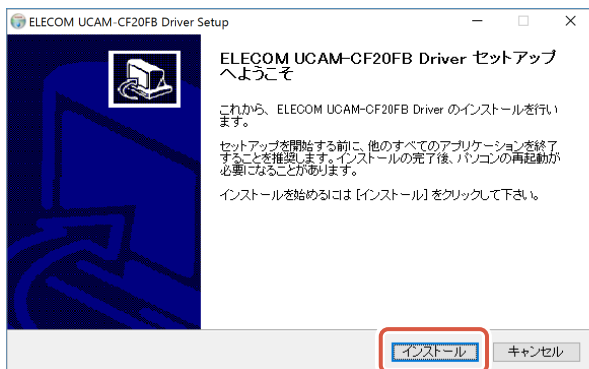 ELECOM UCAM-CF20FB Driver Setup
ELECOM UCAM-CF20FB Driver セットアップ
へようこそ
これから、ELECOM UCAM-CF20FB Driver のインストールを行い
ます。
セットアップを開始する前に、他のすべてのアプリケーションを終了
することを推奨します。インストールの完了後、パソコンの再起動が
必要になることがあります。
インストールを始めるには [インストール] をクリックして下さい。
インストール
キャンセル